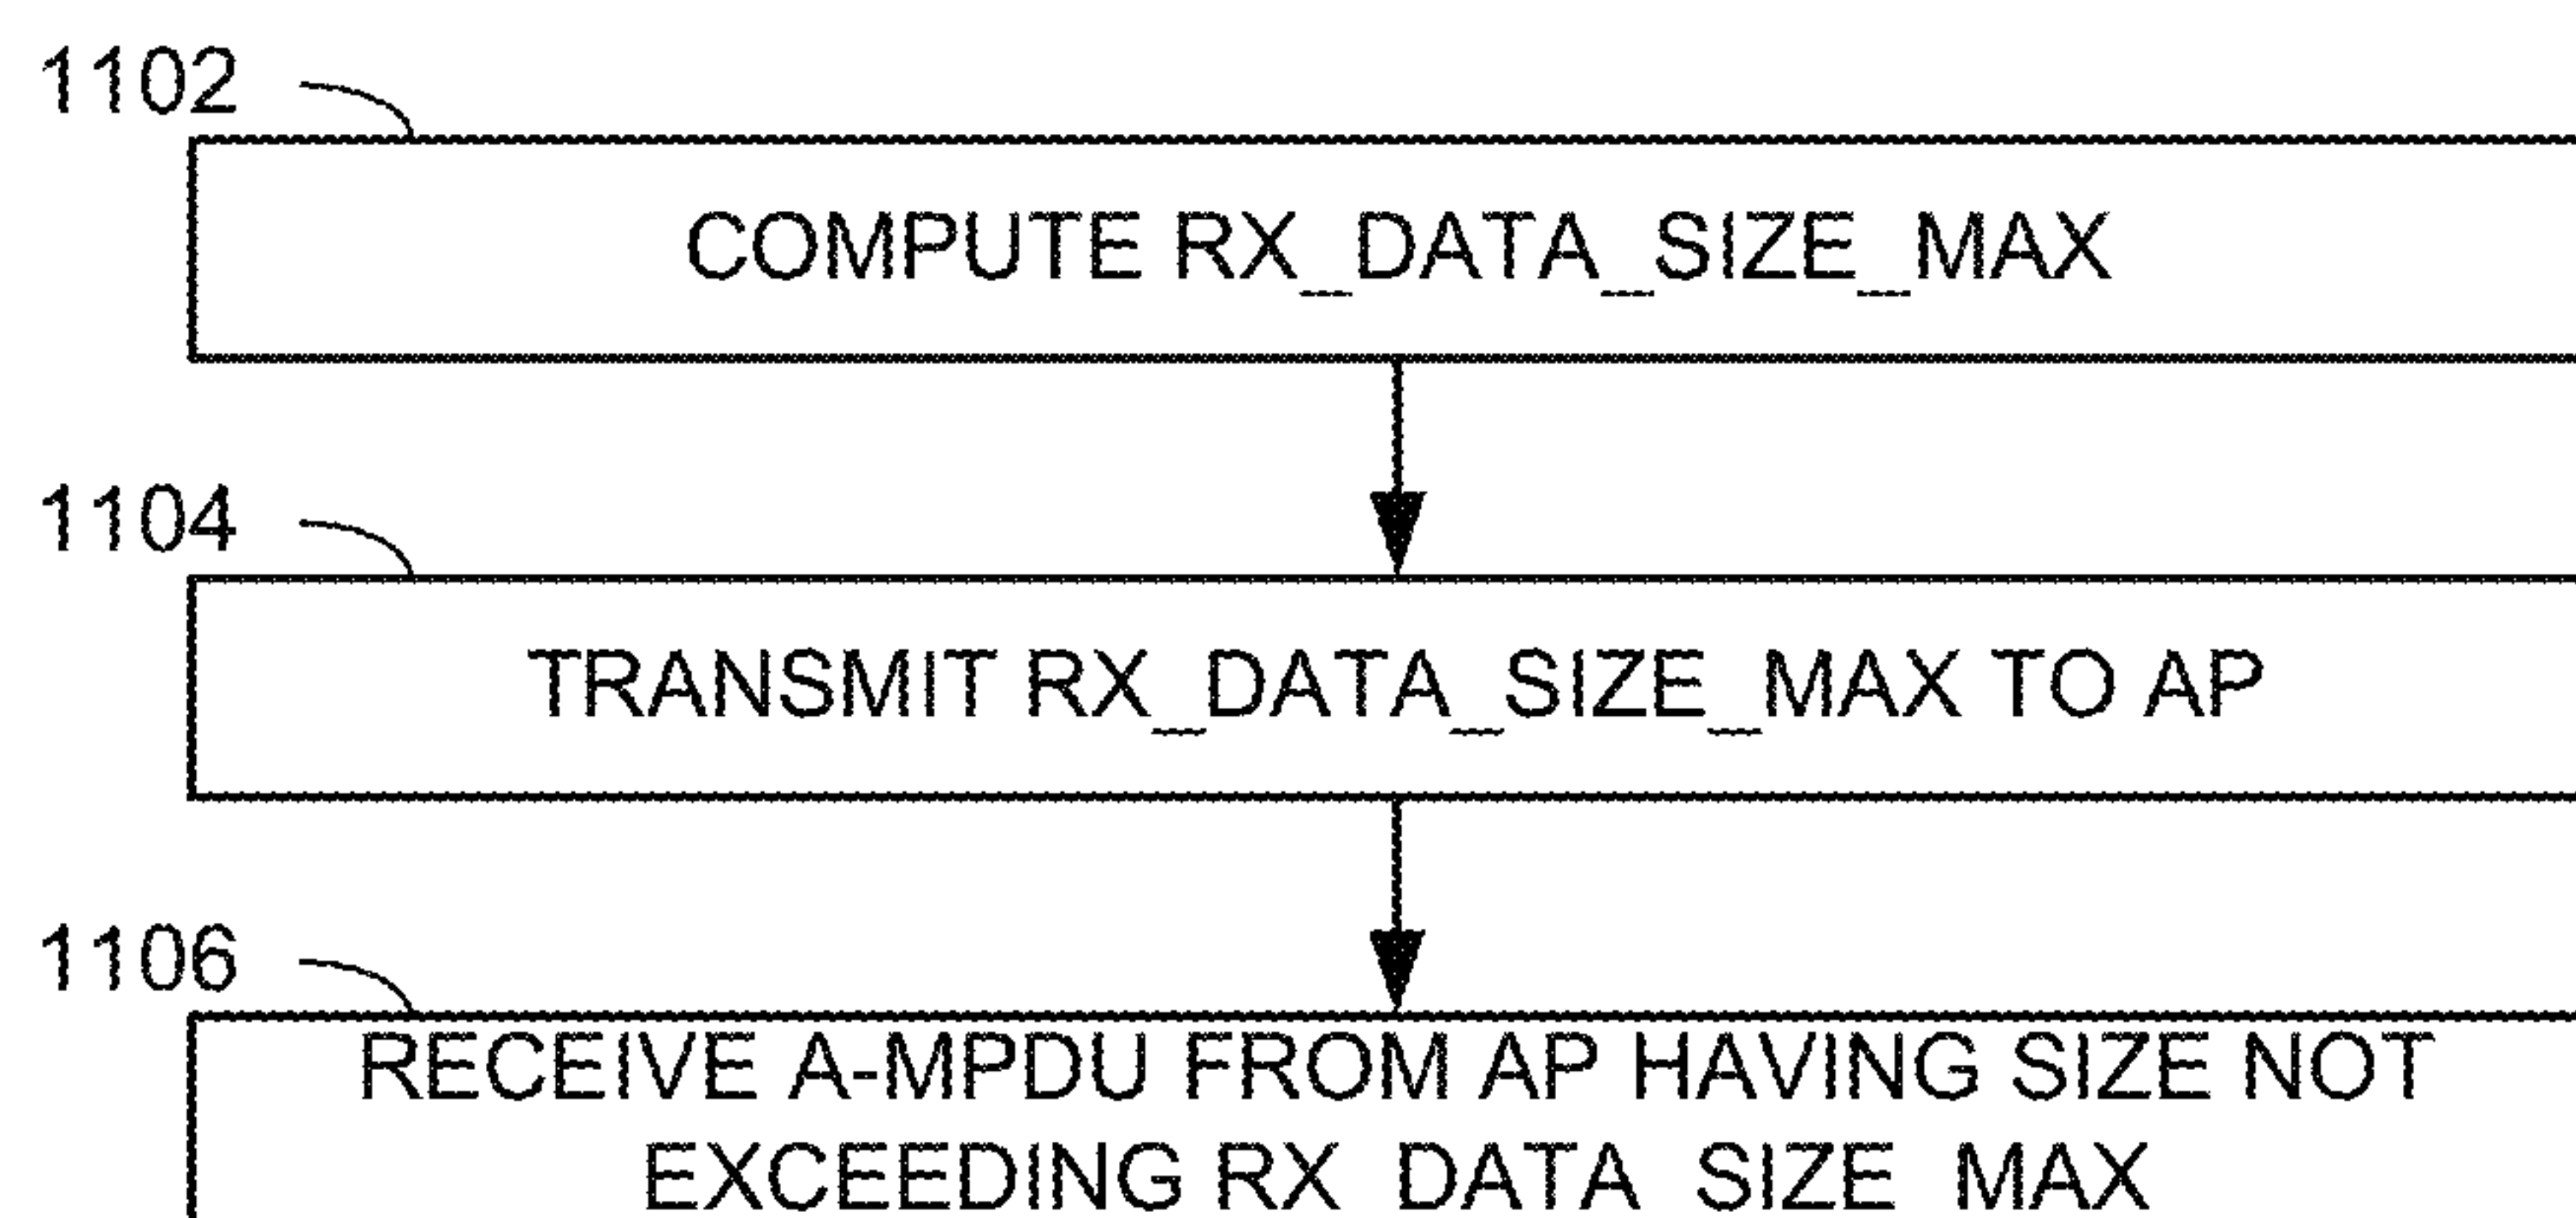 1102
COMPUTE RX_DATA_SIZE_MAX
1104
TRANSMIT RX_DATA_SIZE_MAX TO AP
1106
RECEIVE A-MPDU FROM AP HAVING SIZE NOT
EXCEEDING RX_DATA_SIZE_MAX